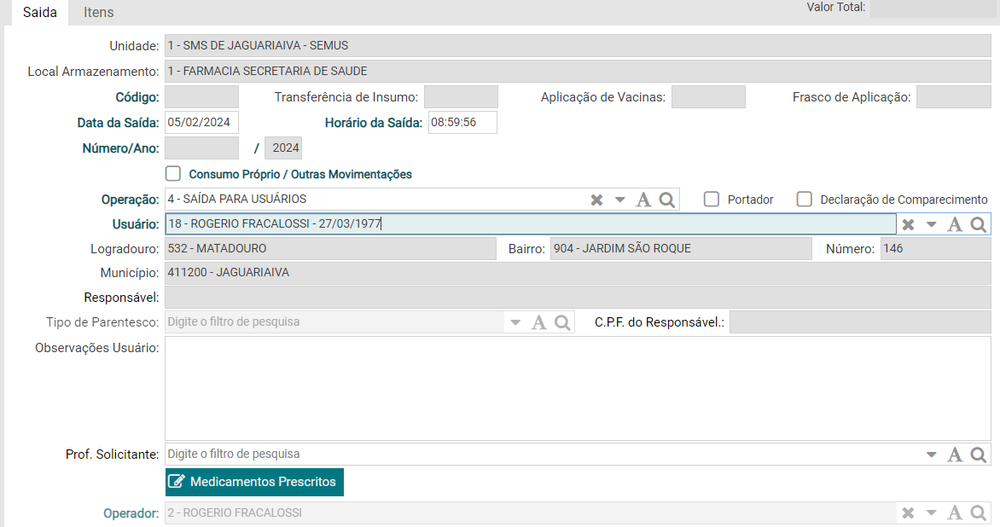 Saida Itens Valor Total:
Unidade: 1 - SMS DE JAGUARIAIVA - SEMUS
Local Armazenamento: 1 - FARMACIA SECRETARIA DE SAUDE
Código: Transferência de Insumo: Aplicação de Vacinas: Frasco de Aplicação:
Data da Saída: 05/02/2024 Horário da Saída: 08:59:56
Número/Ano: / 2024
Consumo Próprio / Outras Movimentações
Operação: 4 - SAÍDA PARA USUÁRIOS A Portador Declaração de Comparecimento
Usuário: 18 - ROGERIO FRACALOSSI - 27/03/1977 A
Logradouro: 532 - MATADOURO Bairro: 904 - JARDIM SÃO ROQUE Número: 146
Município: 411200 - JAGUARIAIVA
Responsável:
Tipo de Parentesco: Digite o filtro de pesquisa A C.P.F. do Responsável.:
Observações Usuário:
Prof. Solicitante: Digite o filtro de pesquisa A
Medicamentos Prescritos
Operador: 2 - ROGERIO FRACALOSSI A